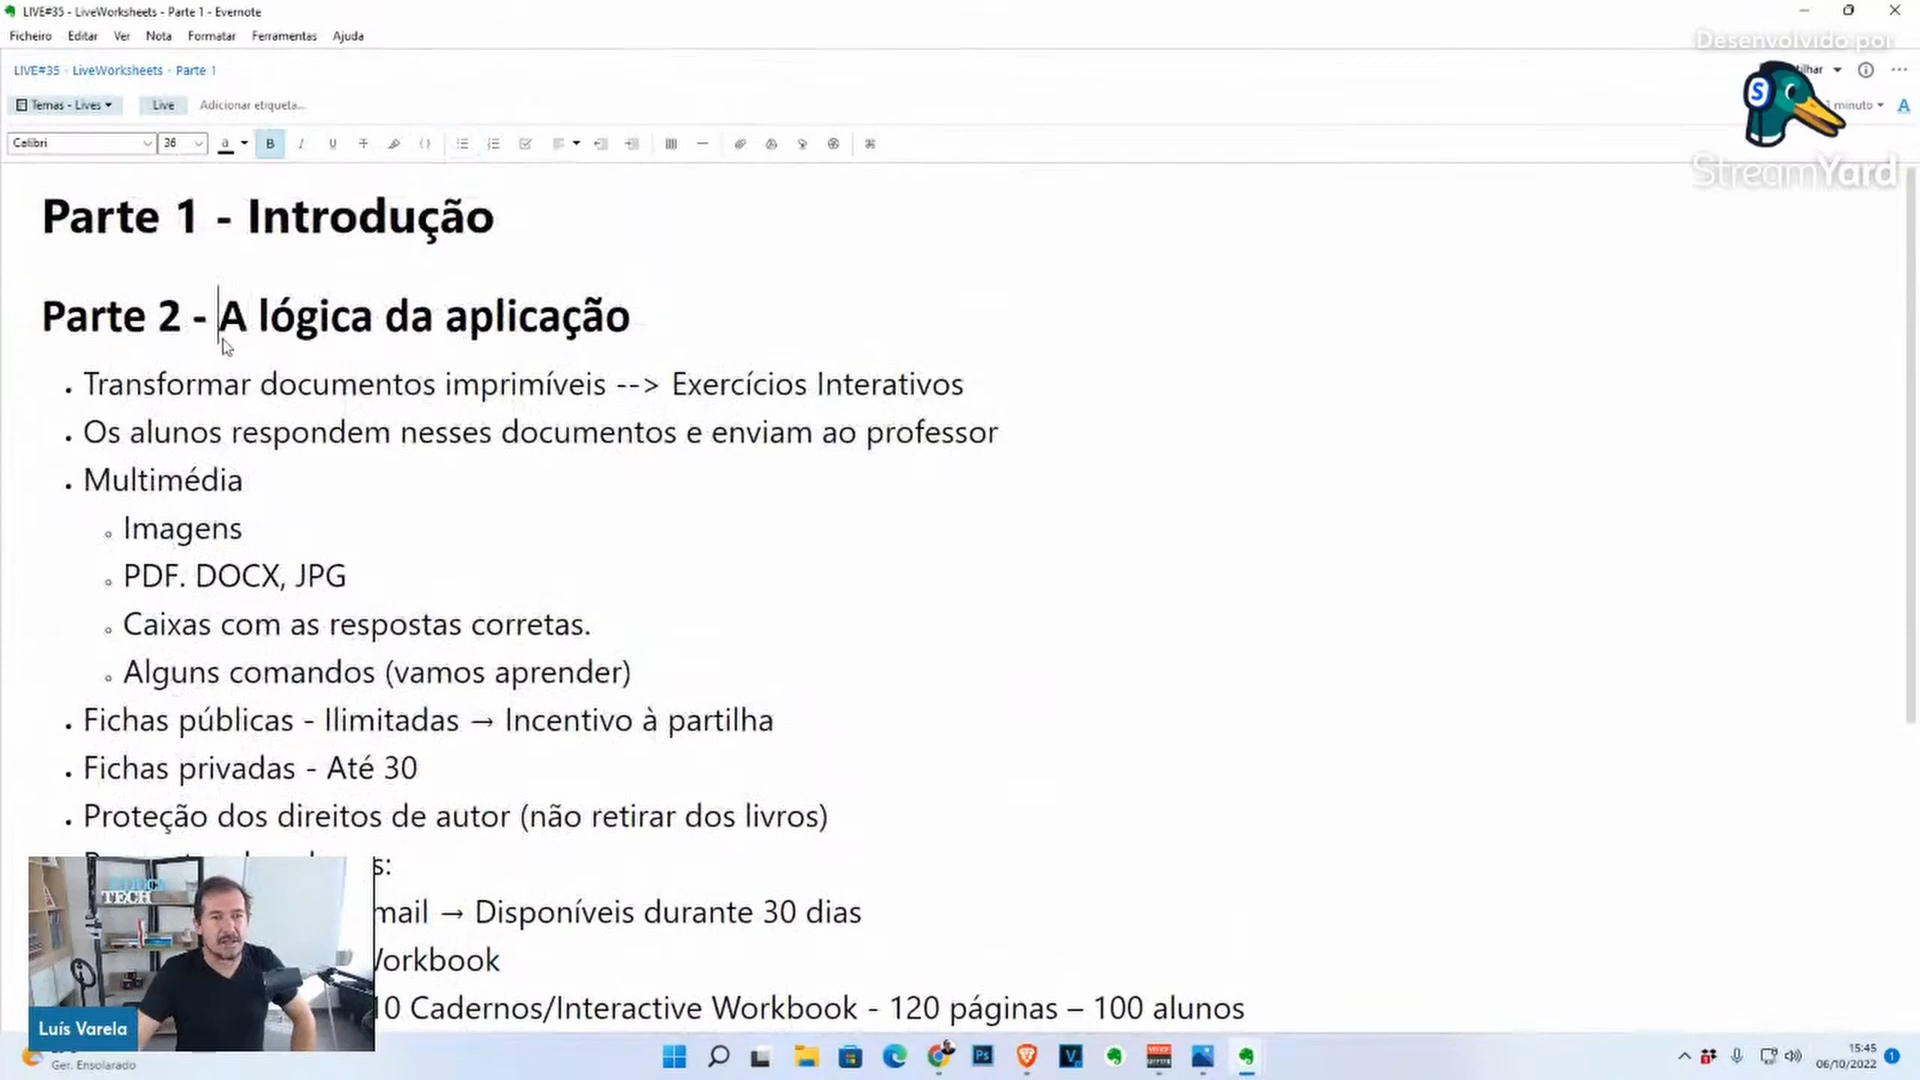 LIVE#35 - LiveWorksheets - Parte 1 - Evernote
Ficheiro Editar Ver Nota Formatar Ferramentas Ajuda
Desenvolvido por
LIVE#35 - LiveWorksheets - Parte 1
Temas - Lives Live Adicionar etiqueta...
minuto
Calibri 36
StreamYard
Parte 1 - Introdução
Parte 2 - A lógica da aplicação
Transformar documentos imprimíveis --> Exercícios Interativos
Os alunos respondem nesses documentos e enviam ao professor
Multimédia
Imagens
PDF. DOCX, JPG
Caixas com as respostas corretas.
Alguns comandos (vamos aprender)
Fichas públicas - Ilimitadas → Incentivo à partilha
Fichas privadas - Até 30
Proteção dos direitos de autor (não retirar dos livros)
s:
mail → Disponíveis durante 30 dias
Workbook
10 Cadernos/Interactive Workbook - 120 páginas – 100 alunos
TECH
Luís Varela
Ger. Ensolarado
15:45
06/10/2022